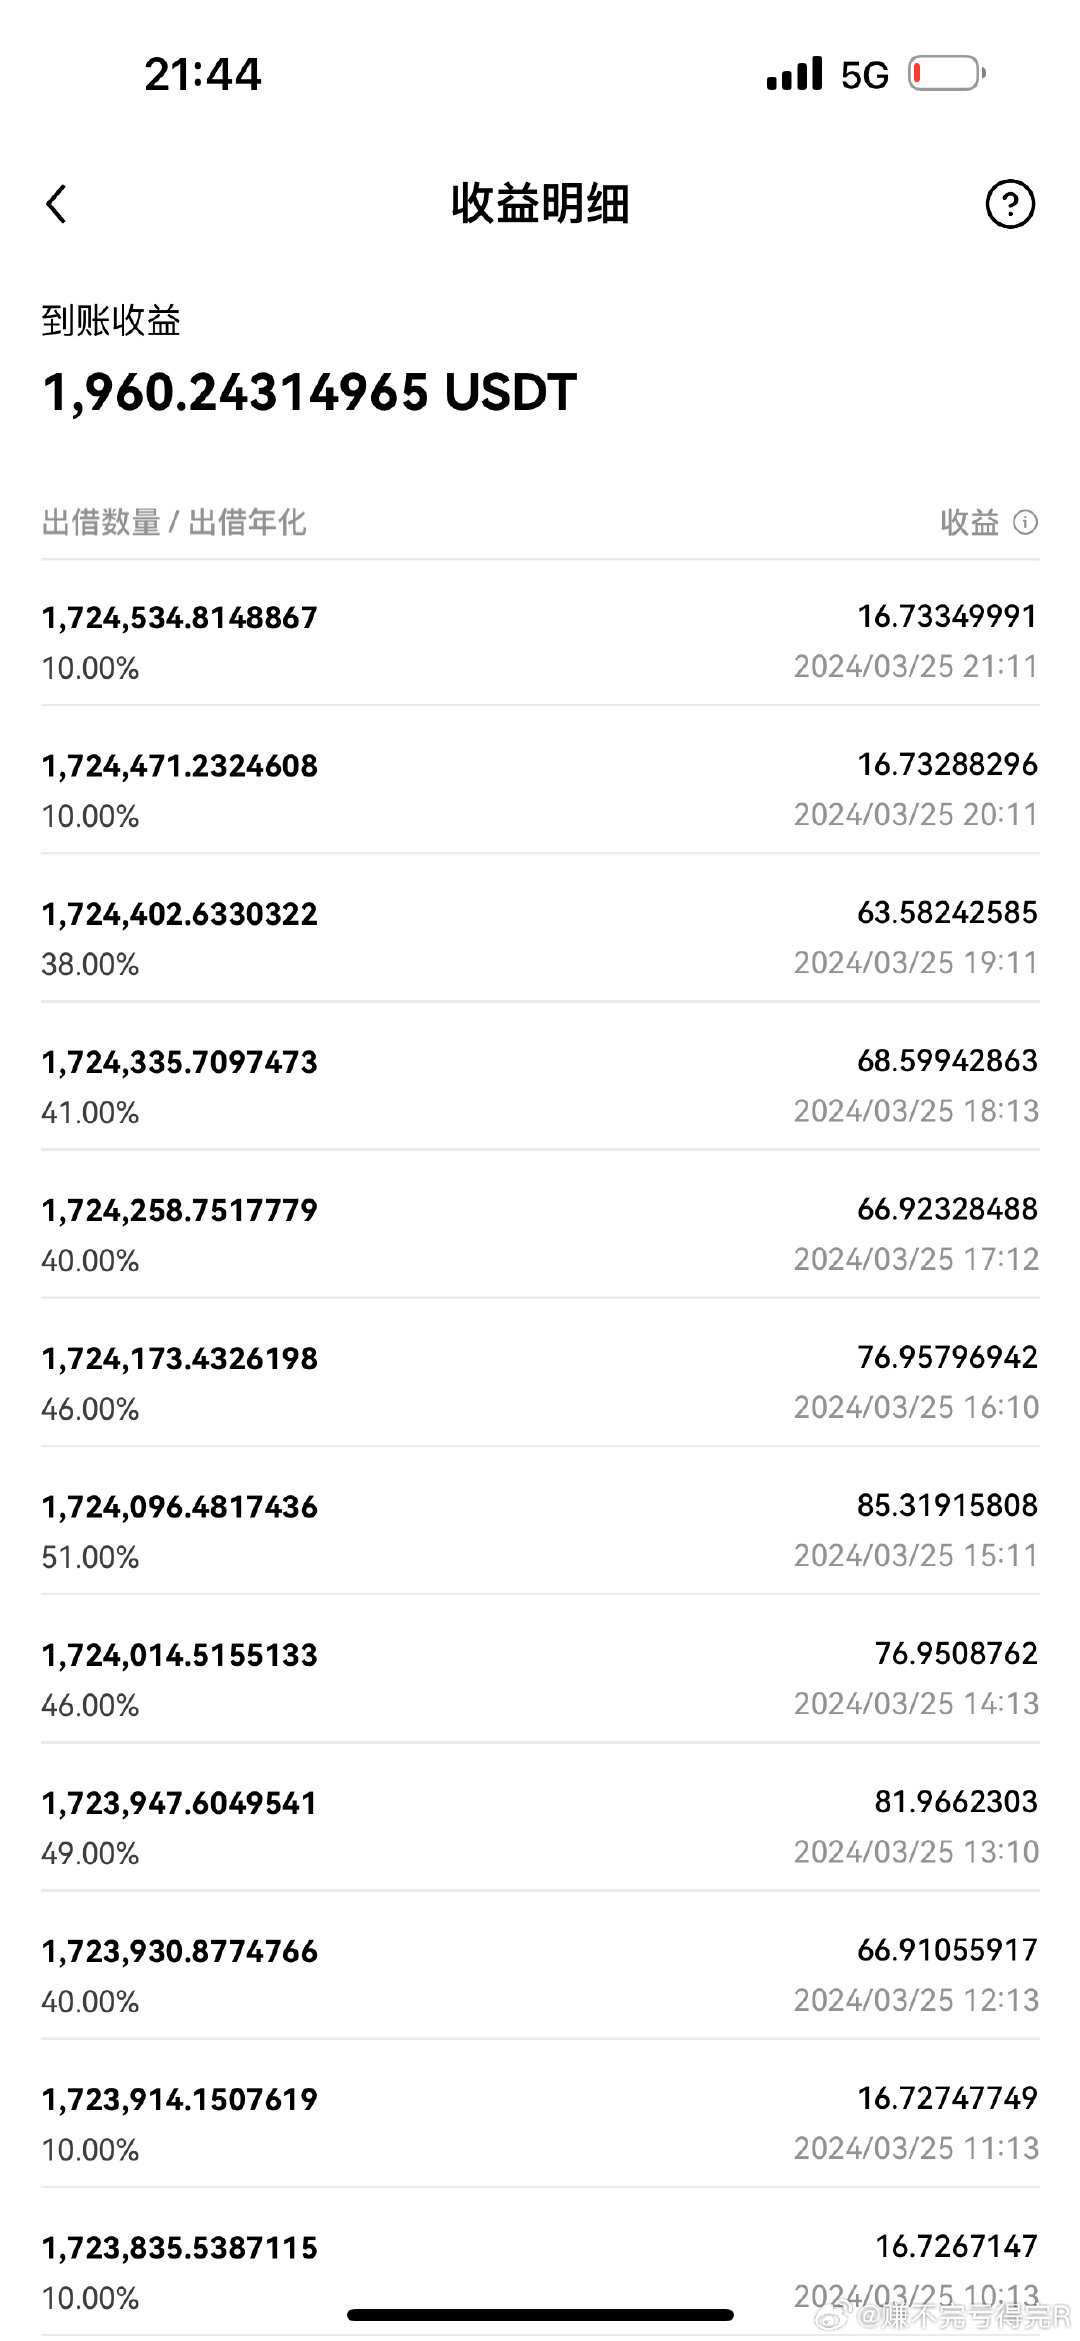 21:44
5G
收益明细
到账收益
1,960.24314965 USDT
出借数量 / 出借年化 收益
1,724,534.8148867 16.73349991
10.00% 2024/03/25 21:11
1,724,471.2324608 16.73288296
10.00% 2024/03/25 20:11
1,724,402.6330322 63.58242585
38.00% 2024/03/25 19:11
1,724,335.7097473 68.59942863
41.00% 2024/03/25 18:13
1,724,258.7517779 66.92328488
40.00% 2024/03/25 17:12
1,724,173.4326198 76.95796942
46.00% 2024/03/25 16:10
1,724,096.4817436 85.31915808
51.00% 2024/03/25 15:11
1,724,014.5155133 76.9508762
46.00% 2024/03/25 14:13
1,723,947.6049541 81.9662303
49.00% 2024/03/25 13:10
1,723,930.8774766 66.91055917
40.00% 2024/03/25 12:13
1,723,914.1507619 16.72747749
10.00% 2024/03/25 11:13
1,723,835.5387115 16.7267147
10.00% 2024/03/25 10:13
@赚不完亏得完R